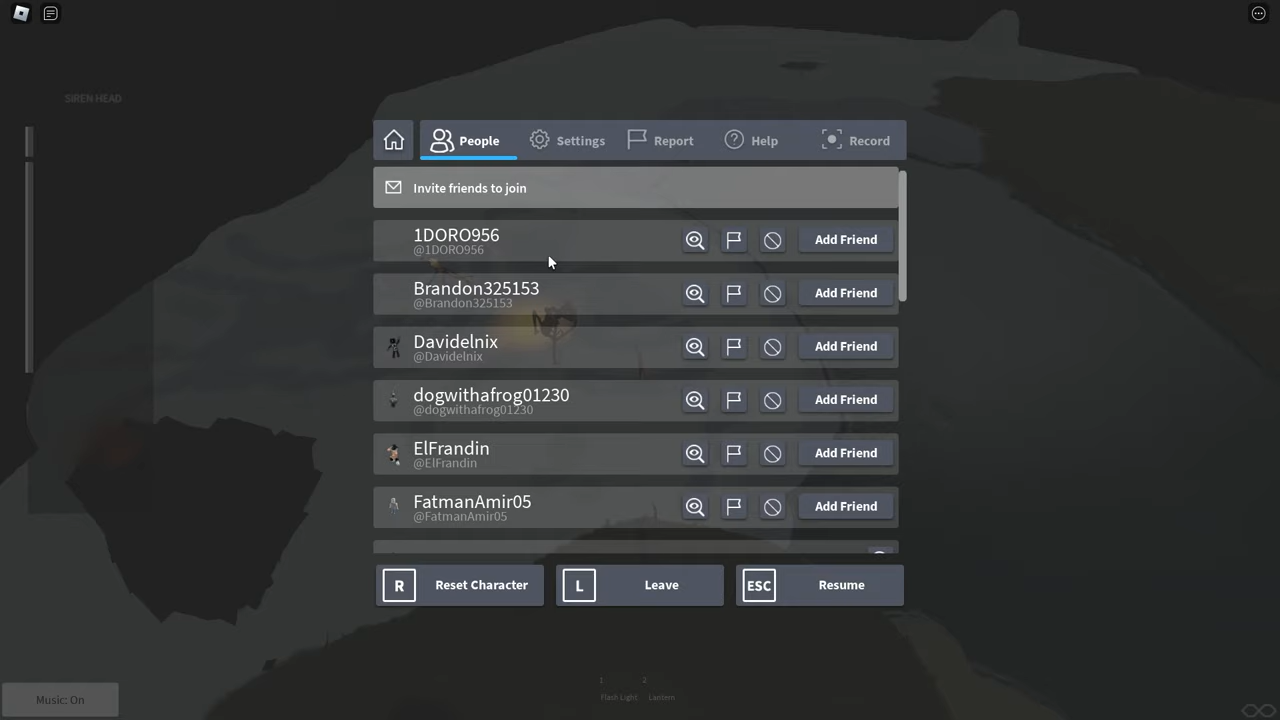 SIREN HEAD
People
Settings
Report
Help
Record
Invite friends to join
1DORO956
@1DORO956
Add Friend
Brandon325153
@Brandon325153
Add Friend
Davidelnix
@Davidelnix
Add Friend
dogwithafrog01230
@dogwithafrog01230
Add Friend
ElFrandin
@ElFrandin
Add Friend
FatmanAmir05
@FatmanAmir05
Add Friend
R Reset Character
L Leave
ESC Resume
1 2
Flash Light Lantern
Music: On